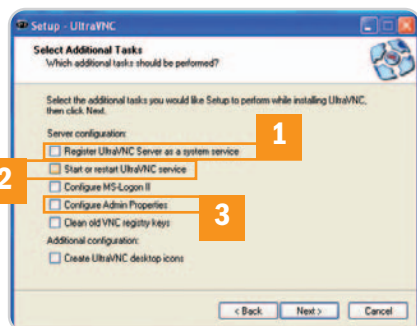 Setup - UltraVNC
Select Additional Tasks
Which additional tasks should be performed?
Select the additional tasks you would like Setup to perform while installing UltraVNC,
then click Next.
Server configuration:
1
Register UltraVNC Server as a system service
2
Start or restart UltraVNC service
Configure MS-Logon II
Configure Admin Properties
3
Clean old VNC registry keys
Additional configuration:
Create UltraVNC desktop icons
< Back
Next >
Cancel